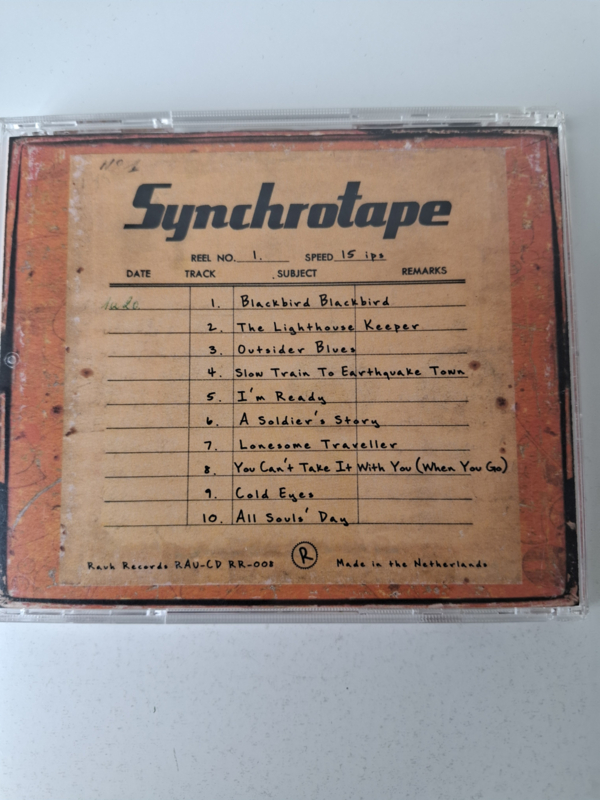 Synchrotape
REEL NO. 1. SPEED 15 ips
DATE TRACK SUBJECT REMARKS
1. Blackbird Blackbird
2. The Lighthouse Keeper
3. Outsider Blues
4. Slow Train To Earthquake Town
5. I'm Ready
6. A Soldier's Story
7. Lonesome Traveller
8. You Can't Take It With You (When You Go)
9. Cold Eyes
10. All Souls' Day
Rauh Records RAU-CD RR-008 R Made in the Netherlands